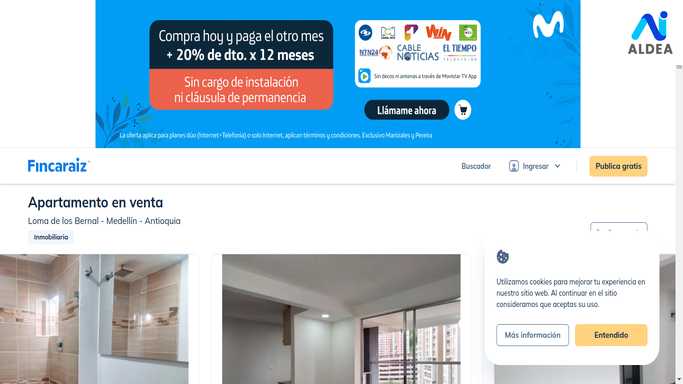 Compra hoy y paga el otro mes
+ 20% de dto. x 12 meses
Sin cargo de instalación
ni cláusula de permanencia
WIN
NTN24
CABLE
NOTICIAS
EL TIEMPO
TELEVISIÓN
Sin decos ni antenas a través de Movistar TV App
Llámame ahora
La oferta aplica para planes dúo (Internet+Telefonía) o solo Internet, aplican términos y condiciones. Exclusivo Manizales y Pereira
ALDEA
Fincaraiz
Buscador
Ingresar
Publica gratis
Apartamento en venta
Loma de los Bernal - Medellín - Antioquia
Inmobiliaria
Utilizamos cookies para mejorar tu experiencia en
nuestro sitio web. Al continuar en el sitio
consideramos que aceptas su uso.
Más información
Entendido